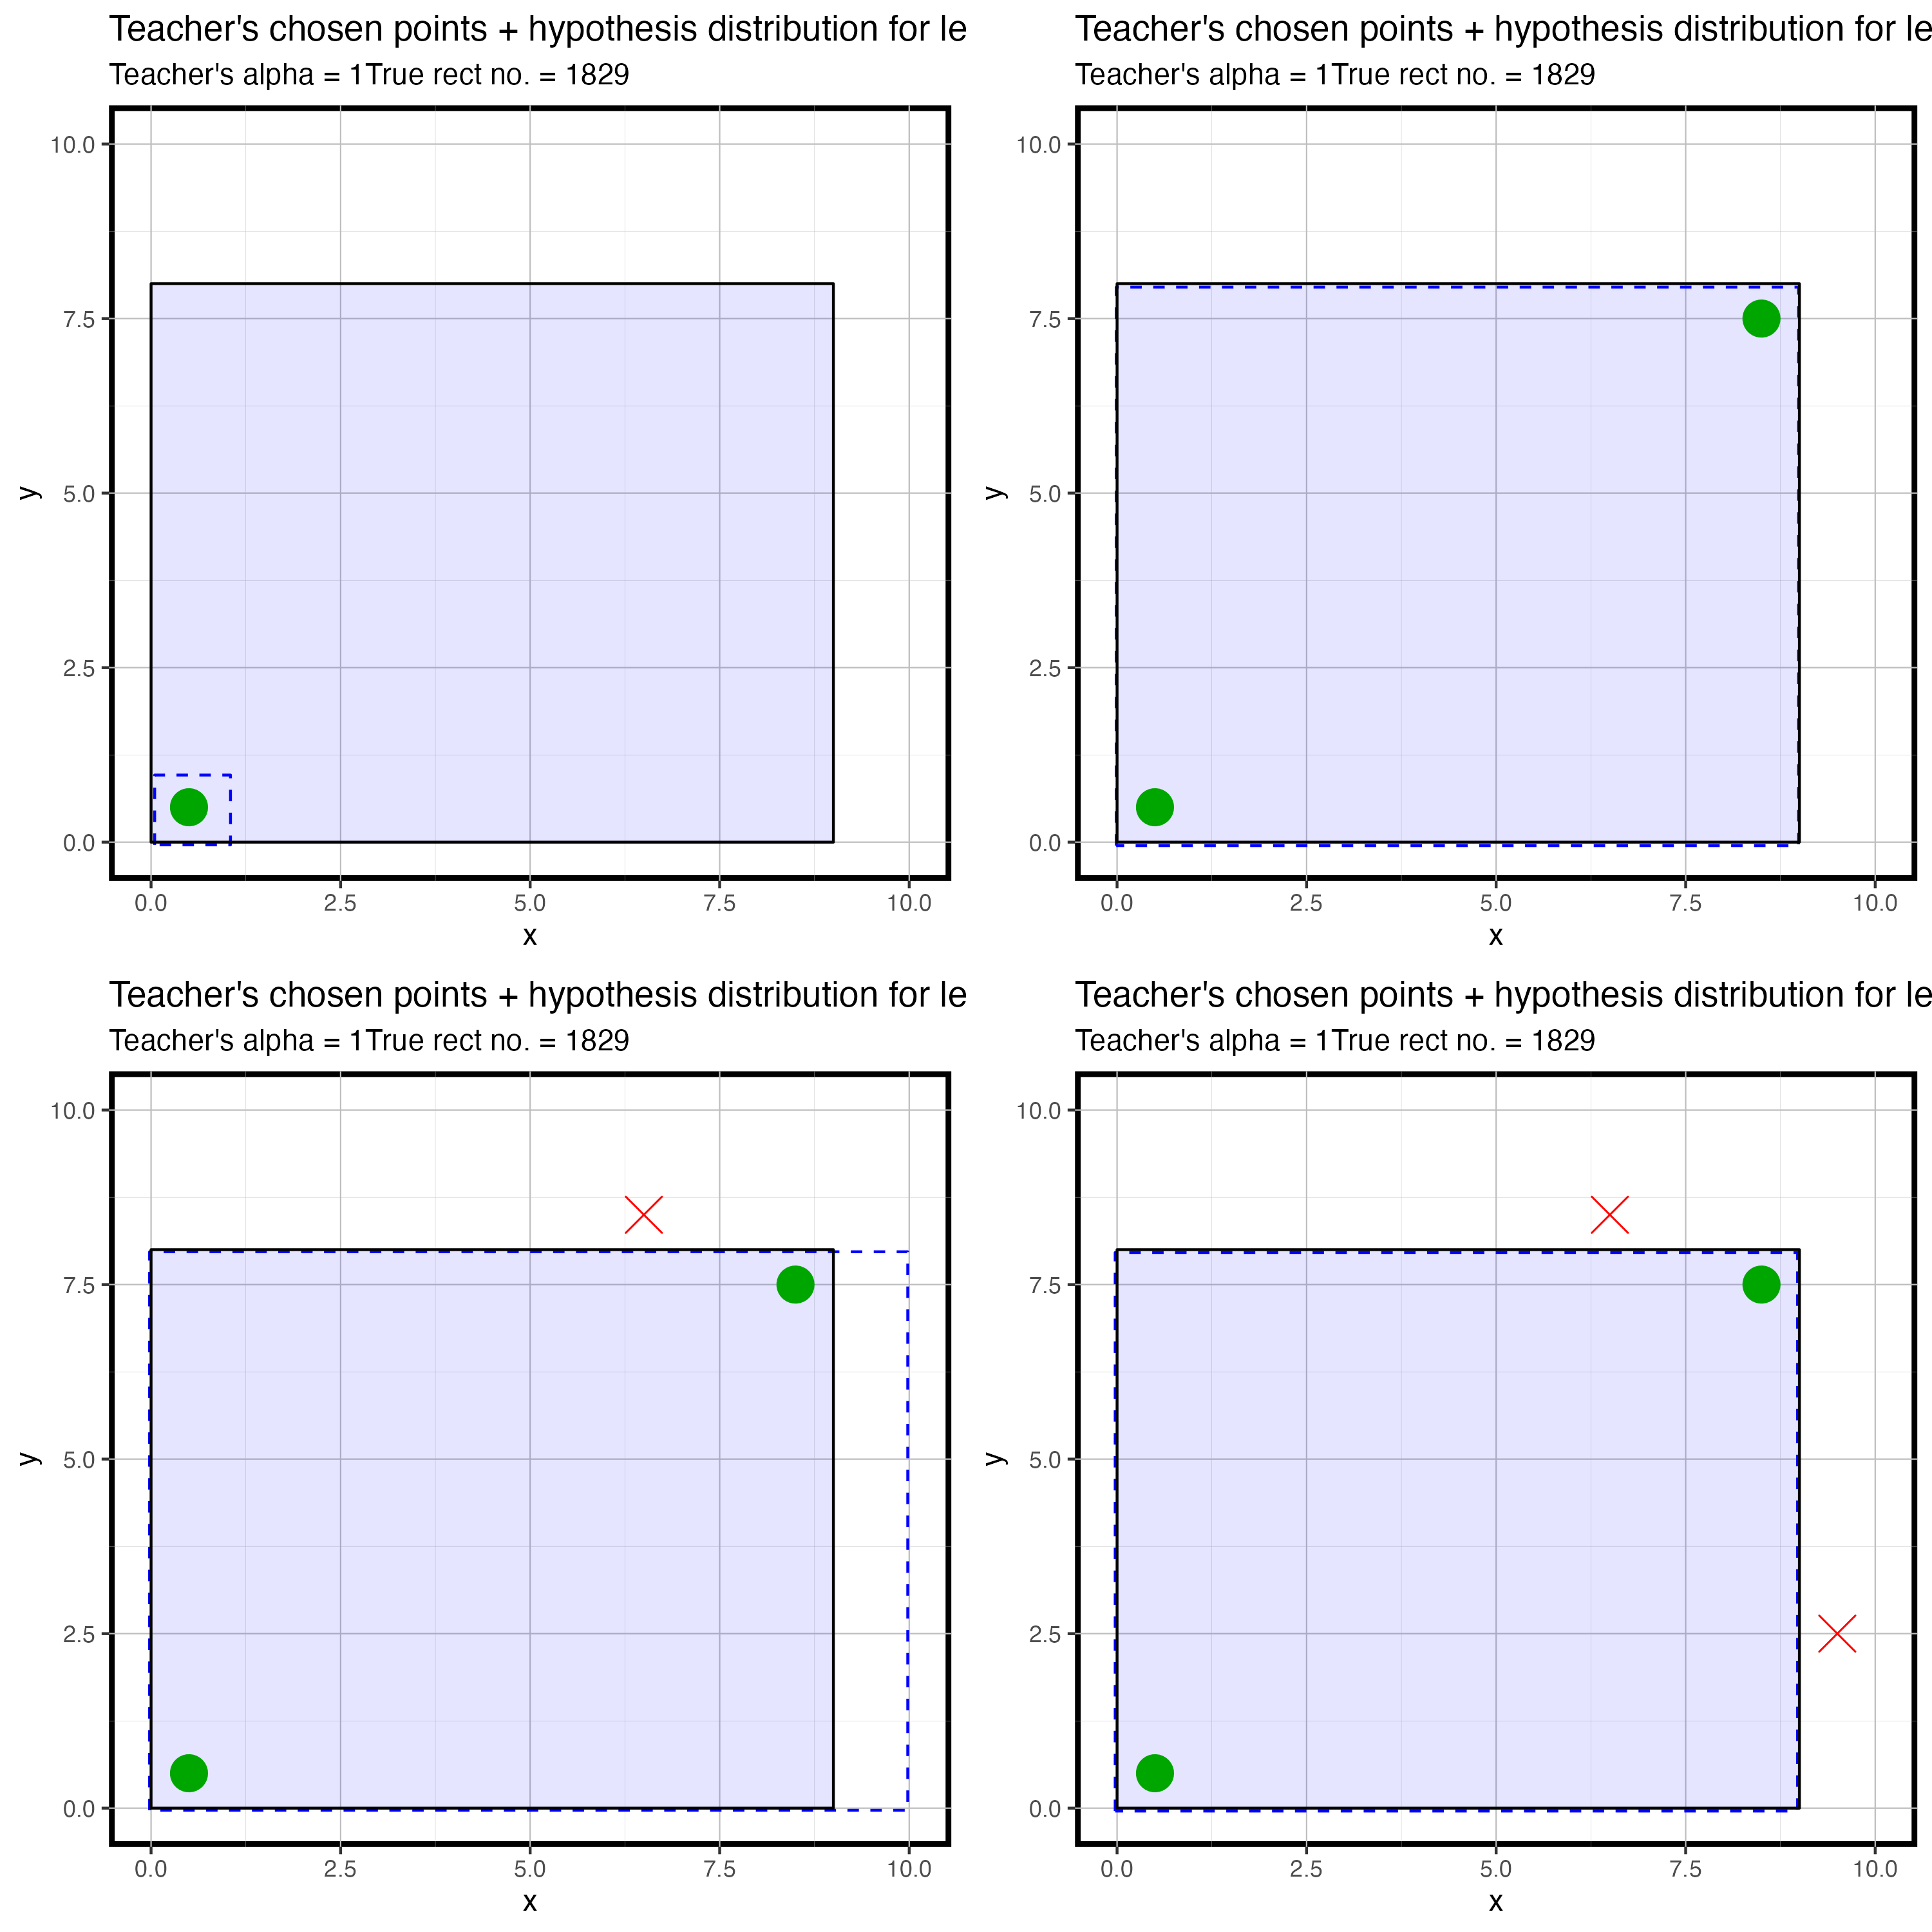 Teacher's chosen points + hypothesis distribution for le
Teacher's alpha = 1True rect no. = 1829
10.0
7.5
y
5.0
2.5
0.0
0.0 2.5 5.0 7.5 10.0
x
Teacher's chosen points + hypothesis distribution for le
Teacher's alpha = 1True rect no. = 1829
10.0
7.5
y
5.0
2.5
0.0
0.0 2.5 5.0 7.5 10.0
x
Teacher's chosen points + hypothesis distribution for le
Teacher's alpha = 1True rect no. = 1829
10.0
7.5
y
5.0
2.5
0.0
0.0 2.5 5.0 7.5 10.0
x
Teacher's chosen points + hypothesis distribution for le
Teacher's alpha = 1True rect no. = 1829
10.0
7.5
y
5.0
2.5
0.0
0.0 2.5 5.0 7.5 10.0
x